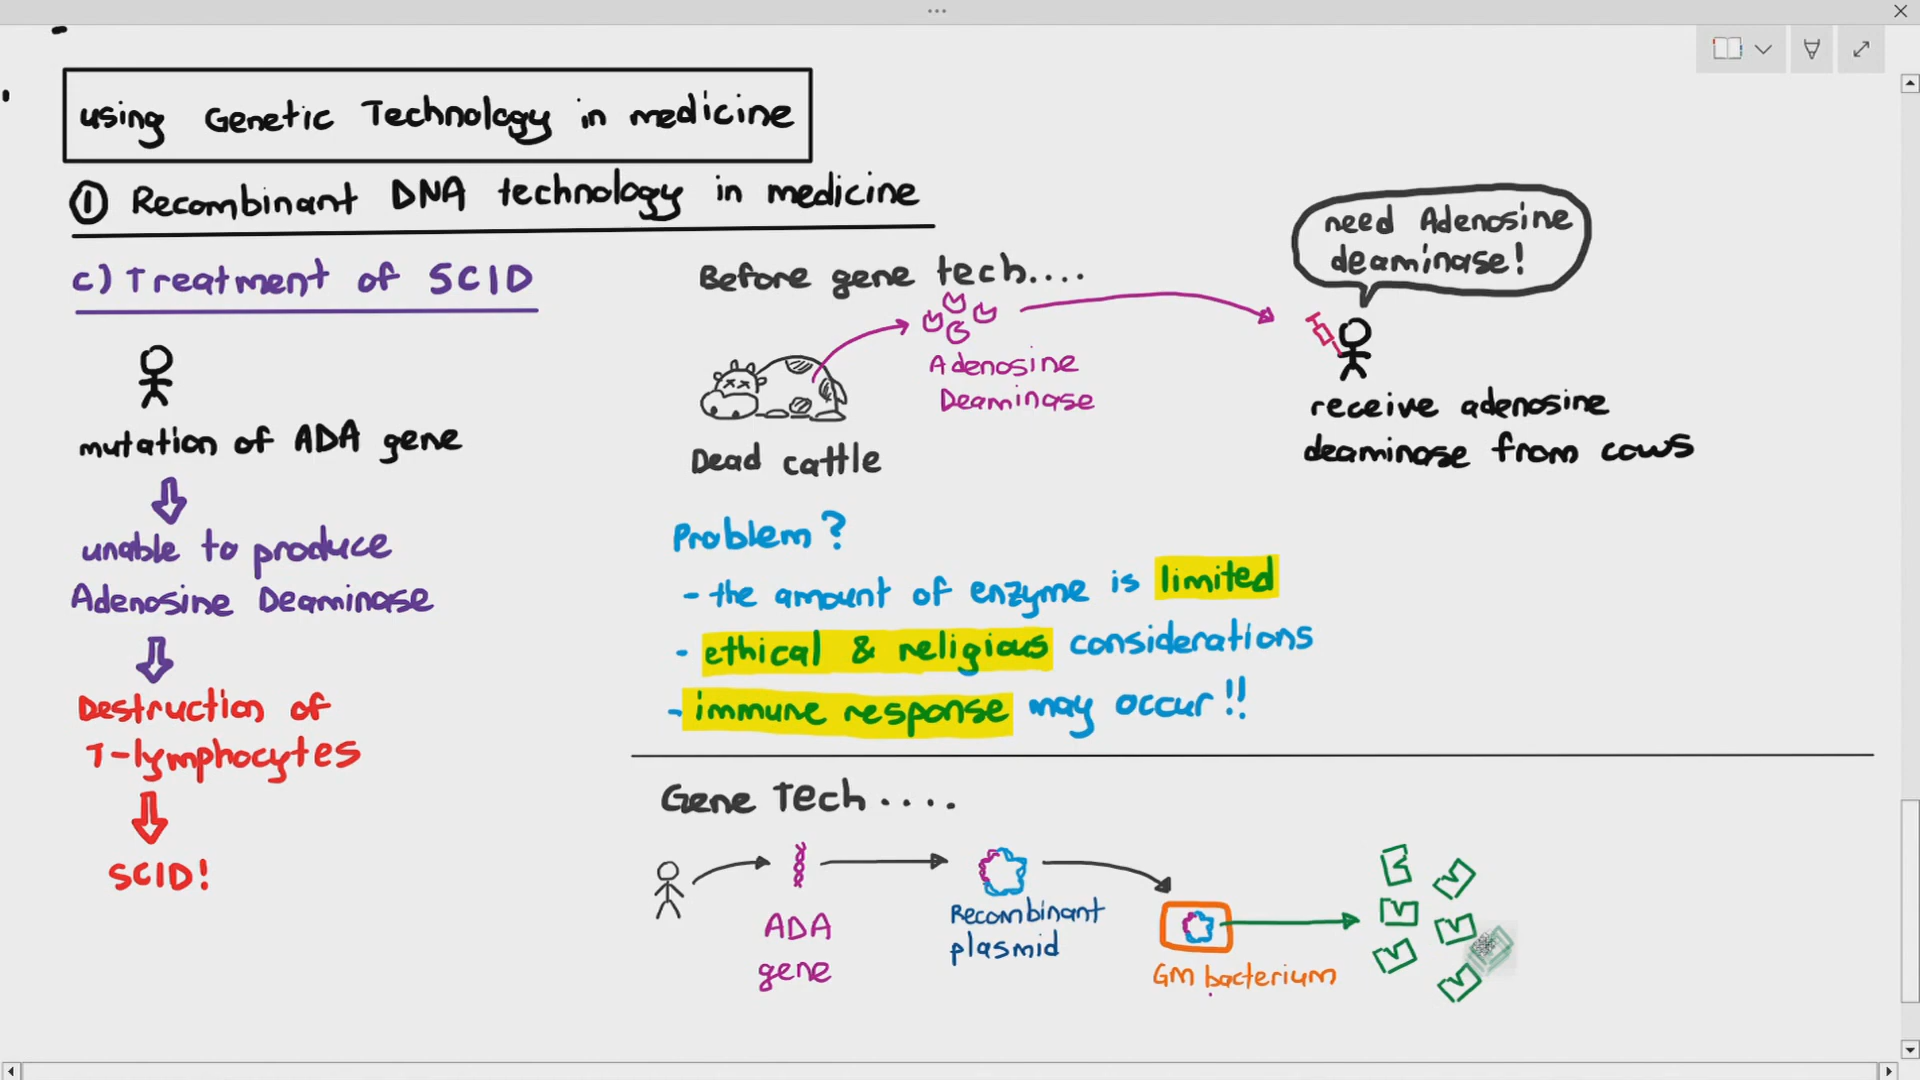 using Genetic Technology in medicine
① Recombinant DNA technology in medicine
c) Treatment of SCID
mutation of ADA gene
unable to produce
Adenosine Deaminase
Destruction of
T-lymphocytes
SCID!
Before gene tech....
Adenosine
Deaminase
Dead cattle
need Adenosine
deaminase!
receive adenosine
deaminase from cows
Problem?
- the amount of enzyme is limited
- ethical & religious considerations
- immune response may occur!!
Gene Tech....
ADA
gene
Recombinant
plasmid
GM bacterium